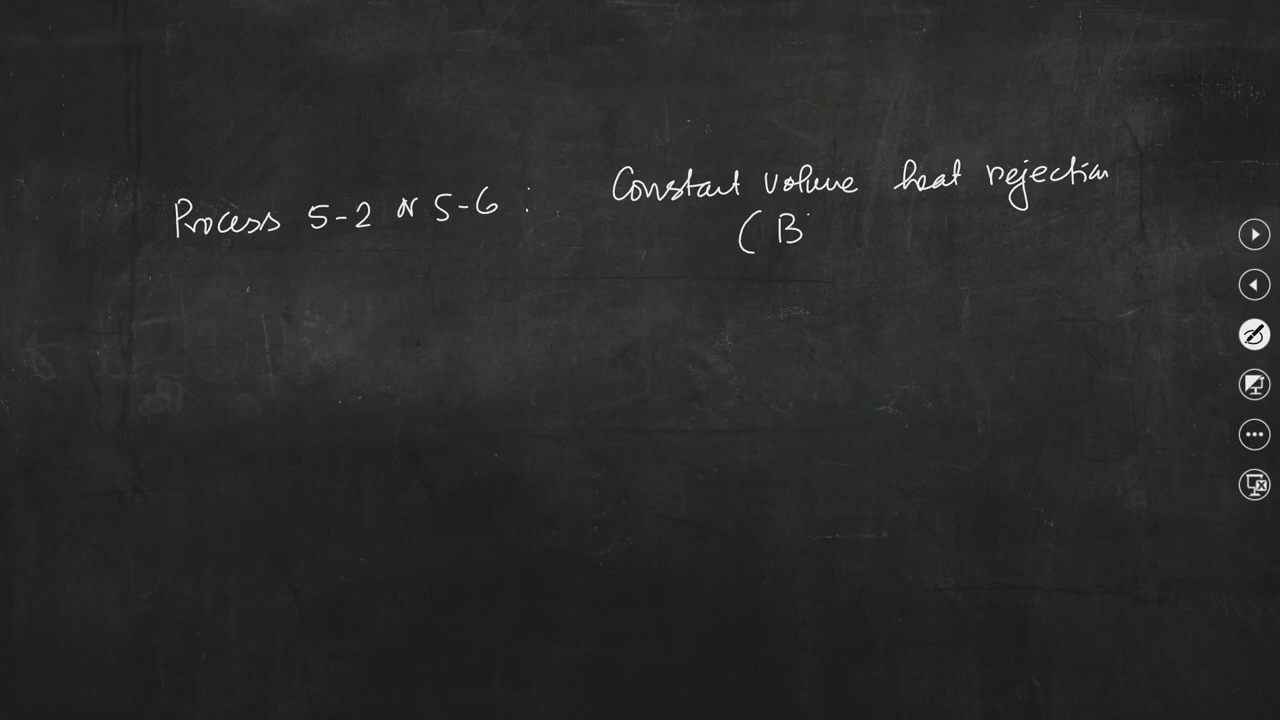 Process 5-2 or 5-6 : Constant volume heat rejection
( B